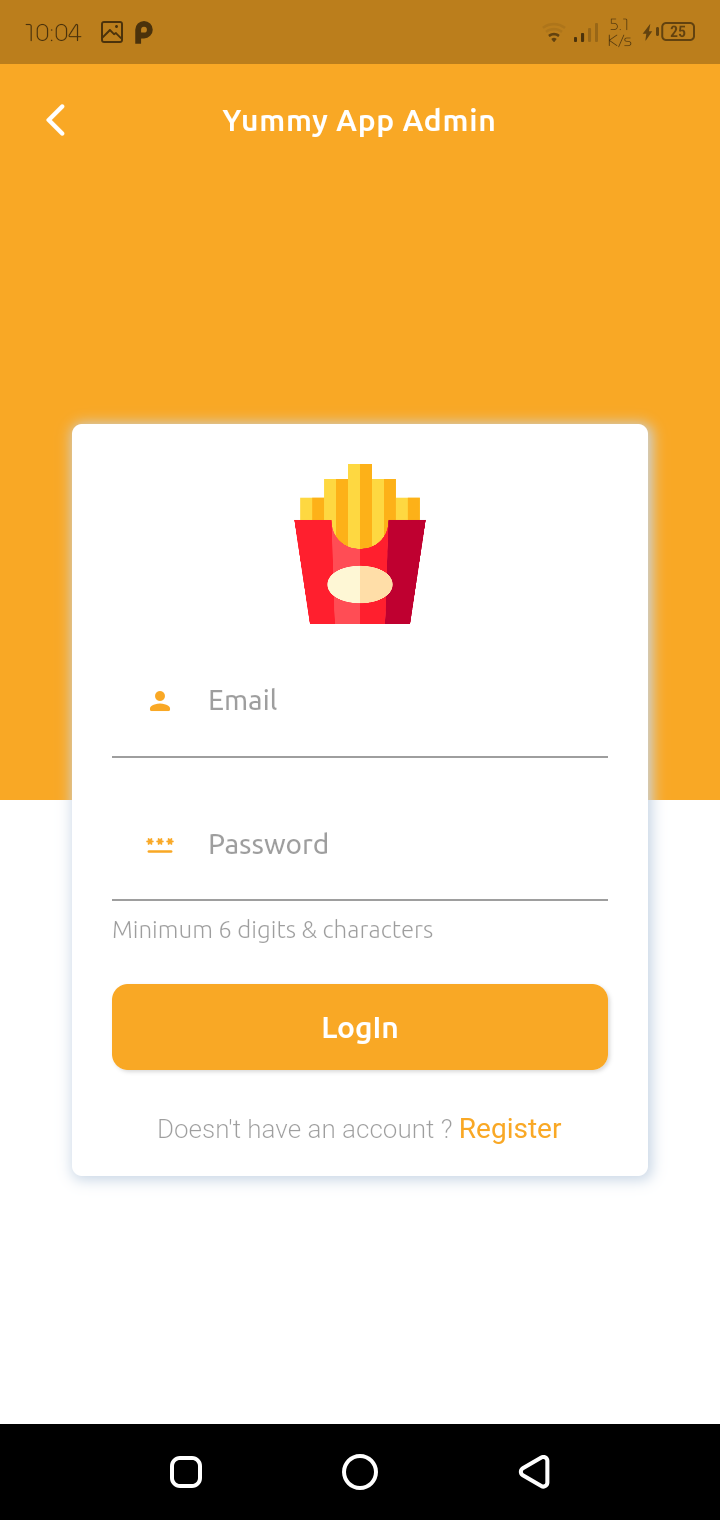 10:04 5.1 K/s 25
Yummy App Admin
Email
Password
Minimum 6 digits & characters
LogIn
Doesn't have an account ? Register